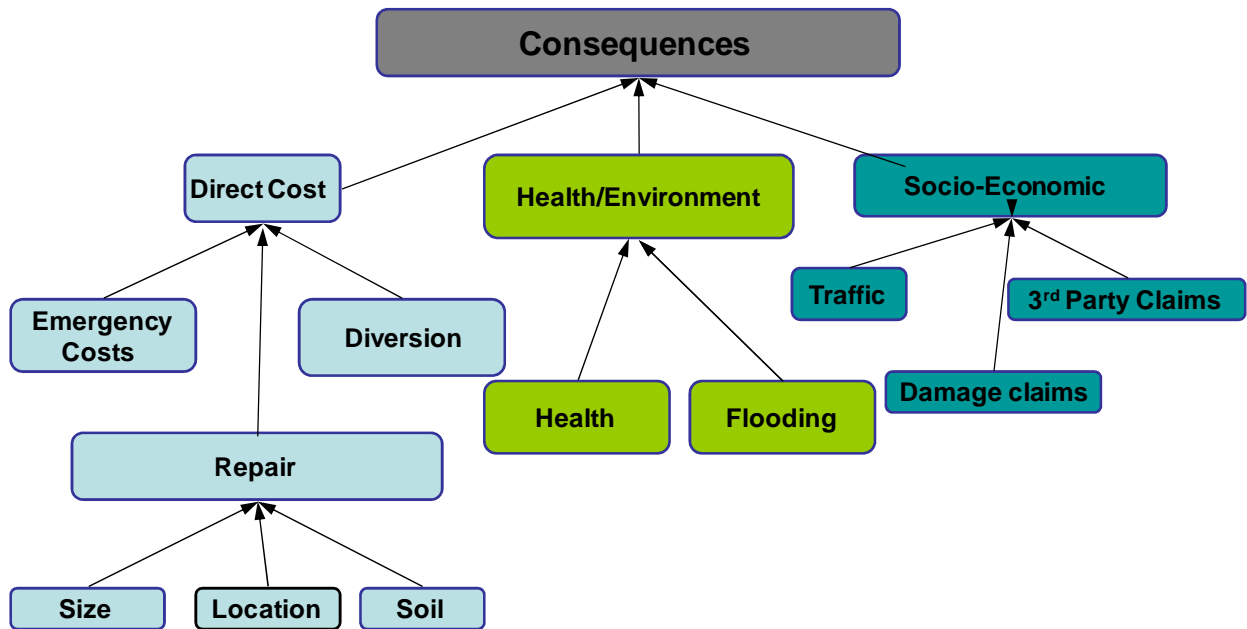 Consequences
Direct Cost
Health/Environment
Socio-Economic
Emergency
Costs
Diversion
Traffic
3rd Party Claims
Health
Flooding
Damage claims
Repair
Size
Location
Soil